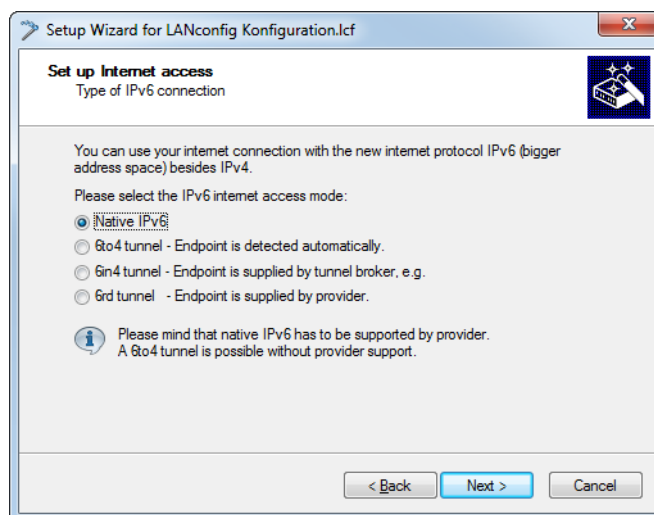 Setup Wizard for LANconfig Konfiguration.lcf
Set up Internet access
Type of IPv6 connection
You can use your internet connection with the new internet protocol IPv6 (bigger
address space) besides IPv4.
Please select the IPv6 internet access mode:
Native IPv6
6to4 tunnel - Endpoint is detected automatically.
6in4 tunnel - Endpoint is supplied by tunnel broker, e.g.
6rd tunnel - Endpoint is supplied by provider.
Please mind that native IPv6 has to be supported by provider.
A 6to4 tunnel is possible without provider support.
< Back
Next >
Cancel